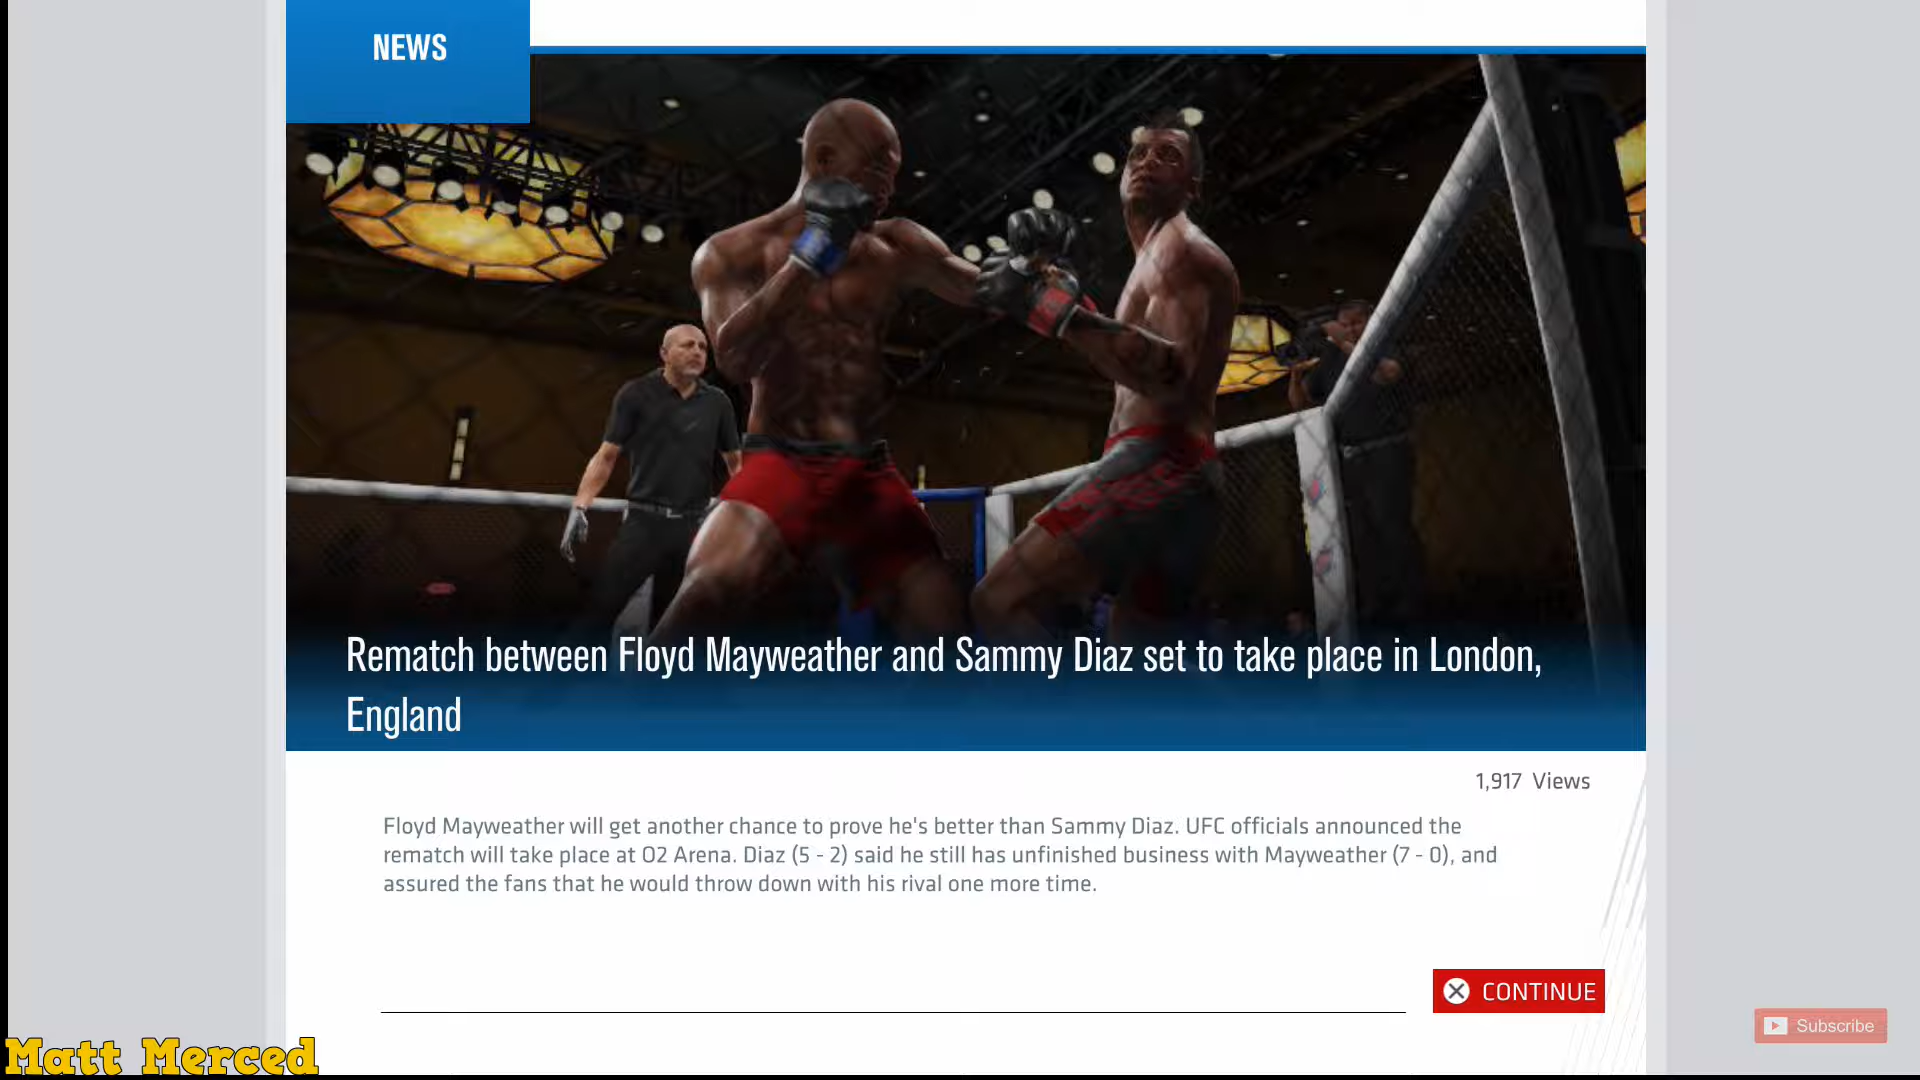 NEWS
Rematch between Floyd Mayweather and Sammy Diaz set to take place in London,
England
1,917 Views
Floyd Mayweather will get another chance to prove he's better than Sammy Diaz. UFC officials announced the
rematch will take place at O2 Arena. Diaz (5 - 2) said he still has unfinished business with Mayweather (7 - 0), and
assured the fans that he would throw down with his rival one more time.
CONTINUE
Subscribe
Matt Merced